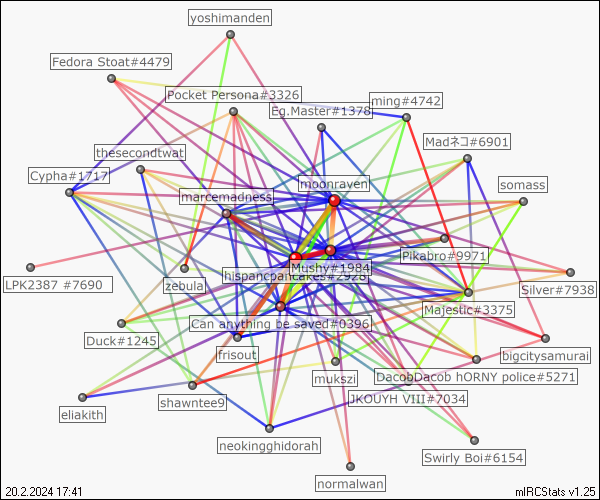 yoshimanden
Fedora Stoat#4479
Pocket Persona#3326
Eg.Master#1378
ming#4742
Madネコ#6901
thesecondtwat
Cypha#1717
marcemadness
moonraven
somass
Pikabro#9971
hispancpancakes#2928
Mushy#1984
LPK2387 #7690
zebula
Silver#7938
Majestic#3375
Can anything be saved#0396
Duck#1245
frisout
bigcitysamurai
mukszi
DacobDacob hORNY police#5271
JKOUYH VIII#7034
shawntee9
eliakith
neokingghidorah
Swirly Boi#6154
normalwan
20.2.2024 17:41
mIRCStats v1.25